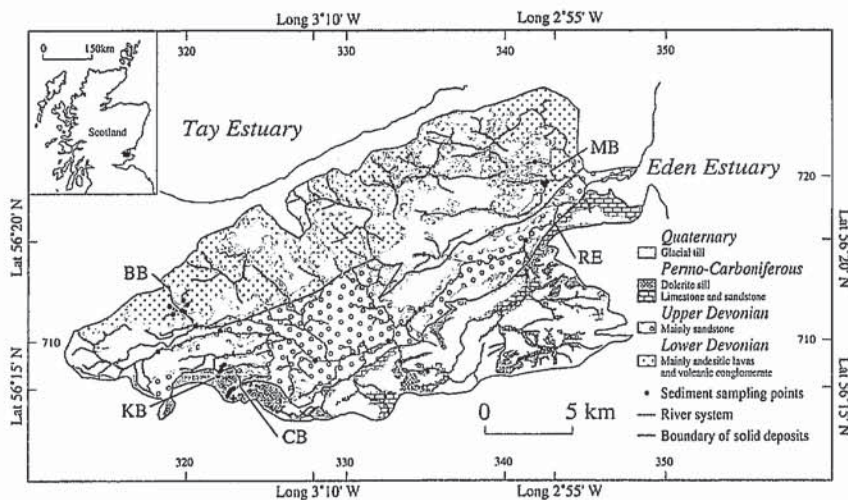 Long 3°10' W Long 2°55' W
320 330 340 350
0 150km
Scotland
Tay Estuary
MB
Eden Estuary
720
Lat 56°20' N
Lat 56°20' N
BB
RE
Quaternary
Glacial till
Permo-Carboniferous
Dolerite sill
Limestone and sandstone
Upper Devonian
Mainly sandstone
Lower Devonian
Mainly andesitic lavas
and volcanic conglomerate
Sediment sampling points
River system
Boundary of solid deposits
710
710
Lat 56°15' N
Lat 56°15' N
KB
CB
0 5 km
320 330 340 350
Long 3°10' W Long 2°55' W